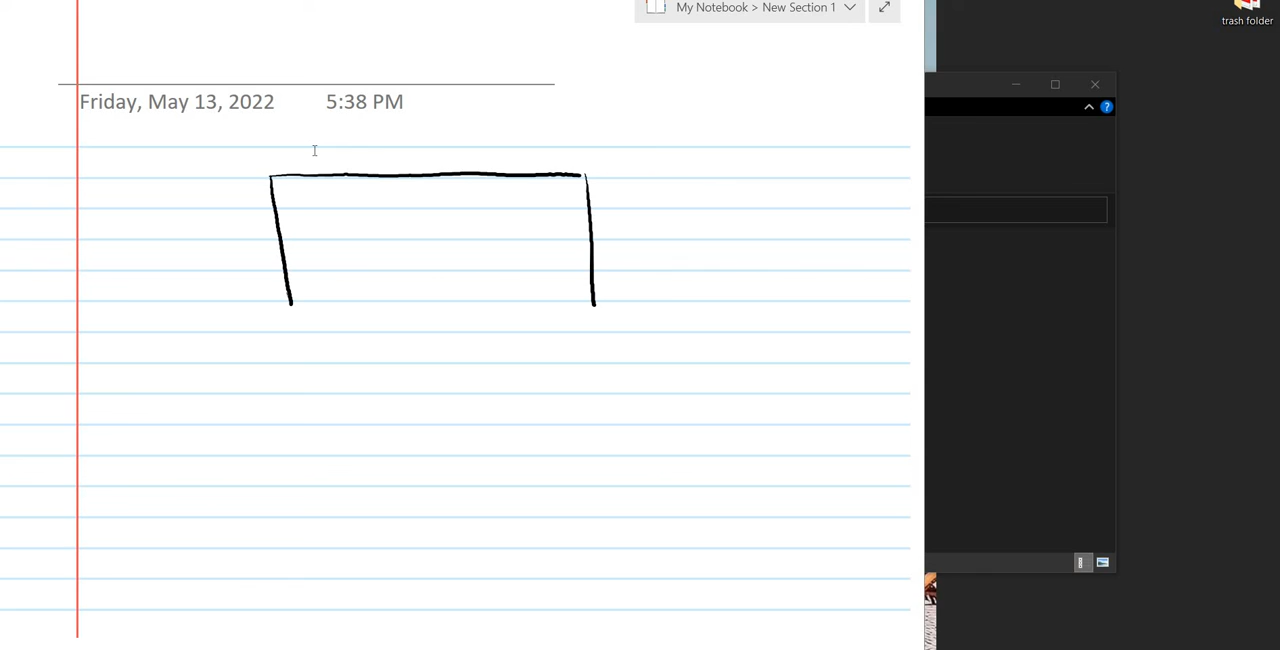 My Notebook > New Section 1
trash folder
Friday, May 13, 2022 5:38 PM